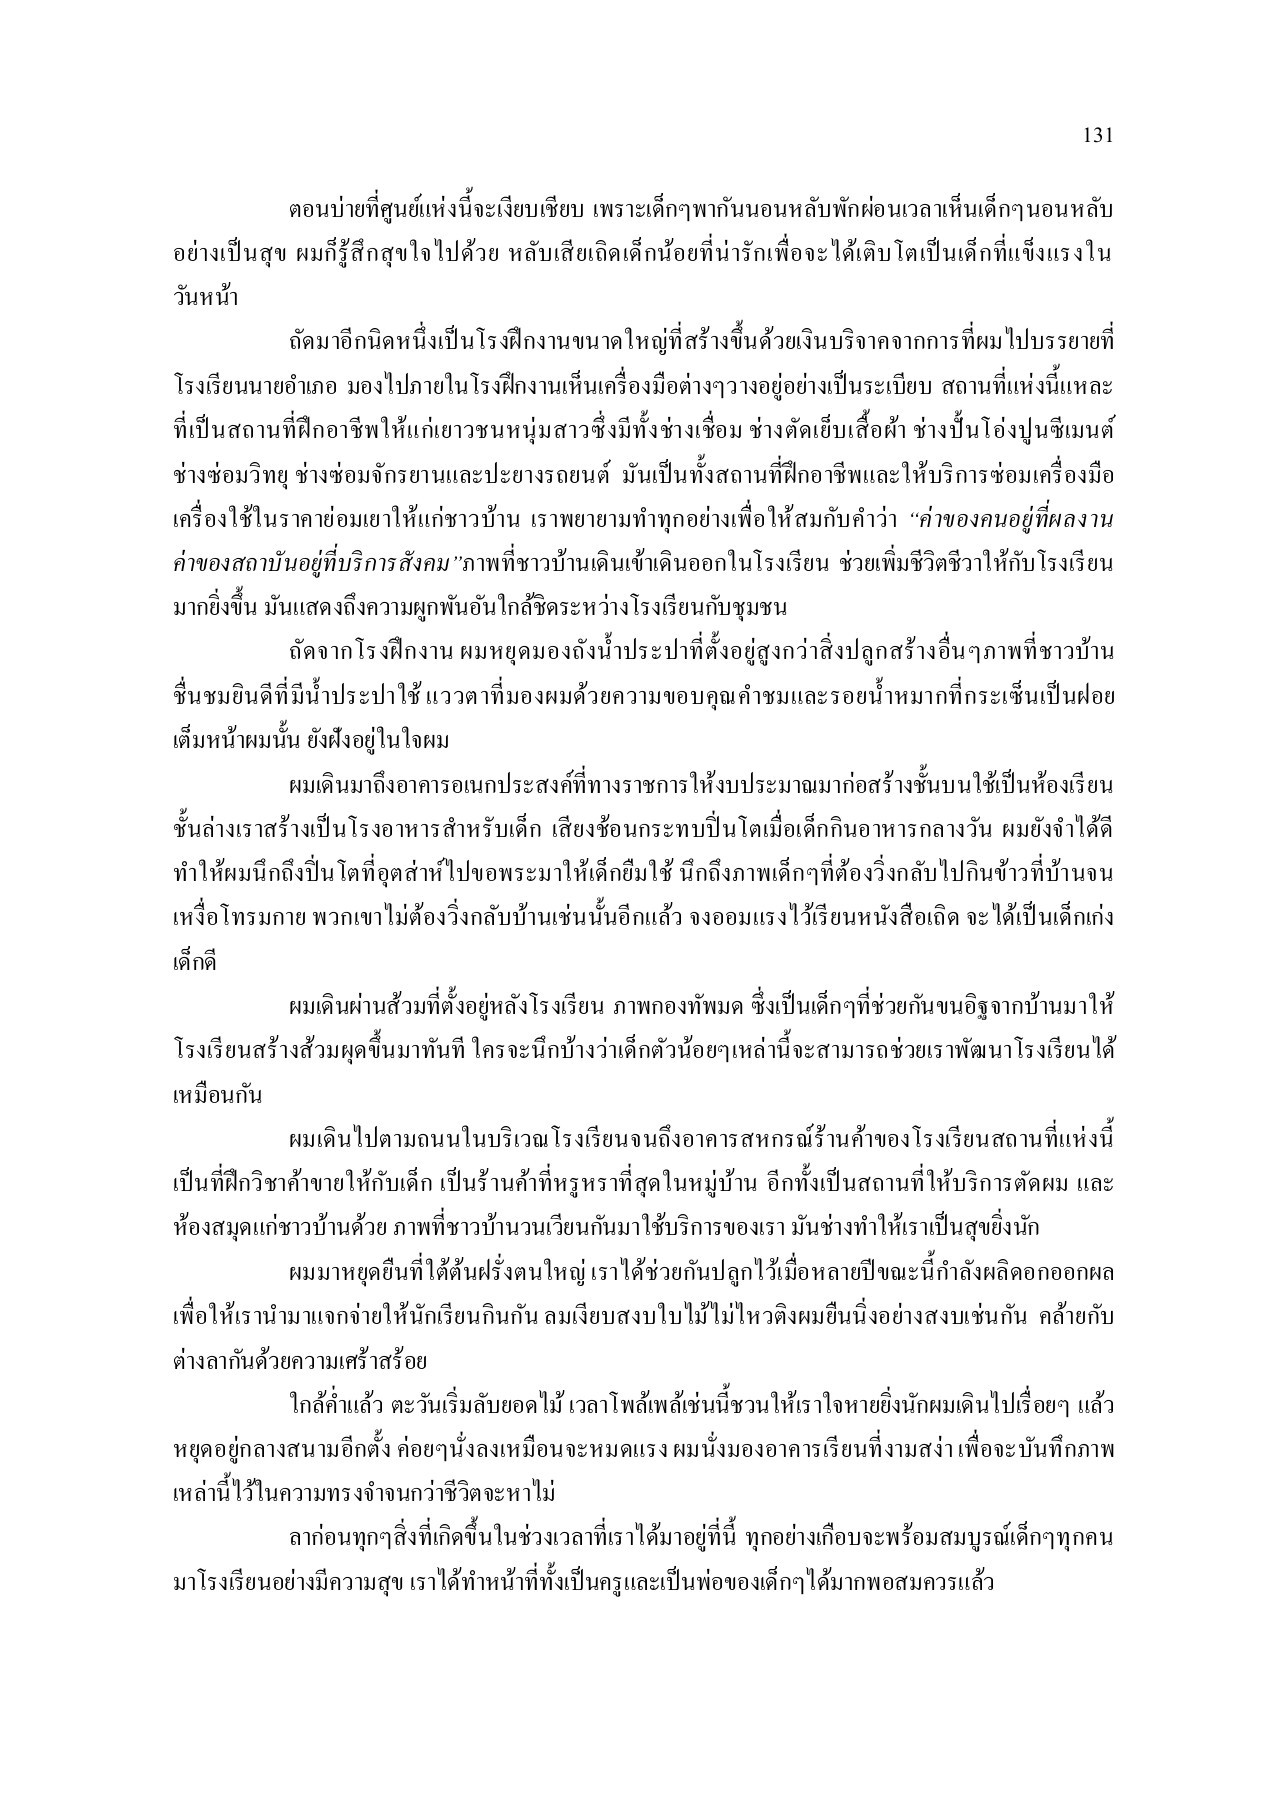 131
ตอนบ่ายที่ศูนย์แห่งนี้จะเงียบเชียบ เพราะเด็กๆพากันนอนหลับพักผ่อนเวลาเห็นเด็กๆนอนหลับ
อย่างเป็นสุข ผมก็รู้สึกสุขใจไปด้วย หลับเสียเถิดเด็กน้อยที่น่ารักเพื่อจะได้เติบโตเป็นเด็กที่แข็งแรงใน
วันหน้า
ถัดมาอีกนิดหนึ่งเป็นโรงฝึกงานขนาดใหญ่ที่สร้างขึ้นด้วยเงินบริจาคจากการที่ผมไปบรรยายที่
โรงเรียนนายอำเภอ มองไปภายในโรงฝึกงานเห็นเครื่องมือต่างๆวางอยู่อย่างเป็นระเบียบ สถานที่แห่งนี้แหละ
ที่เป็นสถานที่ฝึกอาชีพให้แก่เยาวชนหนุ่มสาวซึ่งมีทั้งช่างเชื่อม ช่างตัดเย็บเสื้อผ้า ช่างปั้นโอ่งปูนซีเมนต์
ช่างซ่อมวิทยุ ช่างซ่อมจักรยานและปะยางรถยนต์ มันเป็นทั้งสถานที่ฝึกอาชีพและให้บริการซ่อมเครื่องมือ
เครื่องใช้ในราคาย่อมเยาให้แก่ชาวบ้าน เราพยายามทำทุกอย่างเพื่อให้สมกับคำว่า “ค่าของคนอยู่ที่ผลงาน
ค่าของสถาบันอยู่ที่บริการสังคม”ภาพที่ชาวบ้านเดินเข้าเดินออกในโรงเรียน ช่วยเพิ่มชีวิตชีวาให้กับโรงเรียน
มากยิ่งขึ้น มันแสดงถึงความผูกพันอันใกล้ชิดระหว่างโรงเรียนกับชุมชน
ถัดจากโรงฝึกงาน ผมหยุดมองถังน้ำประปาที่ตั้งอยู่สูงกว่าสิ่งปลูกสร้างอื่นๆภาพที่ชาวบ้าน
ชื่นชมยินดีที่มีน้ำประปาใช้ แววตาที่มองผมด้วยความขอบคุณคำชมและรอยน้ำหมากที่กระเซ็นเป็นฝอย
เต็มหน้าผมนั้น ยังฝังอยู่ในใจผม
ผมเดินมาถึงอาคารอเนกประสงค์ที่ทางราชการให้งบประมาณมาก่อสร้างชั้นบนใช้เป็นห้องเรียน
ชั้นล่างเราสร้างเป็นโรงอาหารสำหรับเด็ก เสียงช้อนกระทบปิ่นโตเมื่อเด็กกินอาหารกลางวัน ผมยังจำได้ดี
ทำให้ผมนึกถึงปิ่นโตที่อุตส่าห์ไปขอพระมาให้เด็กยืมใช้ นึกถึงภาพเด็กๆที่ต้องวิ่งกลับไปกินข้าวที่บ้านจน
เหงื่อโทรมกาย พวกเขาไม่ต้องวิ่งกลับบ้านเช่นนั้นอีกแล้ว จงออมแรงไว้เรียนหนังสือเถิด จะได้เป็นเด็กเก่ง
เด็กดี
ผมเดินผ่านส้วมที่ตั้งอยู่หลังโรงเรียน ภาพกองทัพมด ซึ่งเป็นเด็กๆที่ช่วยกันขนอิฐจากบ้านมาให้
โรงเรียนสร้างส้วมผุดขึ้นมาทันที ใครจะนึกบ้างว่าเด็กตัวน้อยๆเหล่านี้จะสามารถช่วยเราพัฒนาโรงเรียนได้
เหมือนกัน
ผมเดินไปตามถนนในบริเวณโรงเรียนจนถึงอาคารสหกรณ์ร้านค้าของโรงเรียนสถานที่แห่งนี้
เป็นที่ฝึกวิชาค้าขายให้กับเด็ก เป็นร้านค้าที่หรูหราที่สุดในหมู่บ้าน อีกทั้งเป็นสถานที่ให้บริการตัดผม และ
ห้องสมุดแก่ชาวบ้านด้วย ภาพที่ชาวบ้านวนเวียนกันมาใช้บริการของเรา มันช่างทำให้เราเป็นสุขยิ่งนัก
ผมมาหยุดยืนที่ใต้ต้นฝรั่งตนใหญ่ เราได้ช่วยกันปลูกไว้เมื่อหลายปีขณะนี้กำลังผลิดอกออกผล
เพื่อให้เรานำมาแจกจ่ายให้นักเรียนกินกัน ลมเงียบสงบใบไม้ไม่ไหวติงผมยืนนิ่งอย่างสงบเช่นกัน คล้ายกับ
ต่างลากันด้วยความเศร้าสร้อย
ใกล้ค่ำแล้ว ตะวันเริ่มลับยอดไม้ เวลาโพล้เพล้เช่นนี้ชวนให้เราใจหายยิ่งนักผมเดินไปเรื่อยๆ แล้ว
หยุดอยู่กลางสนามอีกตั้ง ค่อยๆนั่งลงเหมือนจะหมดแรง ผมนั่งมองอาคารเรียนที่งามสง่า เพื่อจะบันทึกภาพ
เหล่านี้ไว้ในความทรงจำจนกว่าชีวิตจะหาไม่
ลาก่อนทุกๆสิ่งที่เกิดขึ้นในช่วงเวลาที่เราได้มาอยู่ที่นี้ ทุกอย่างเกือบจะพร้อมสมบูรณ์เด็กๆทุกคน
มาโรงเรียนอย่างมีความสุข เราได้ทำหน้าที่ทั้งเป็นครูและเป็นพ่อของเด็กๆได้มากพอสมควรแล้ว